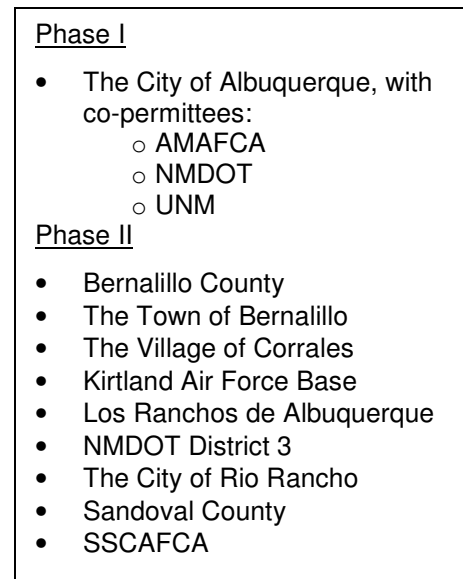 Phase I
• The City of Albuquerque, with
co-permittees:
o AMAFCA
o NMDOT
o UNM
Phase II
• Bernalillo County
• The Town of Bernalillo
• The Village of Corrales
• Kirtland Air Force Base
• Los Ranchos de Albuquerque
• NMDOT District 3
• The City of Rio Rancho
• Sandoval County
• SSCAFCA